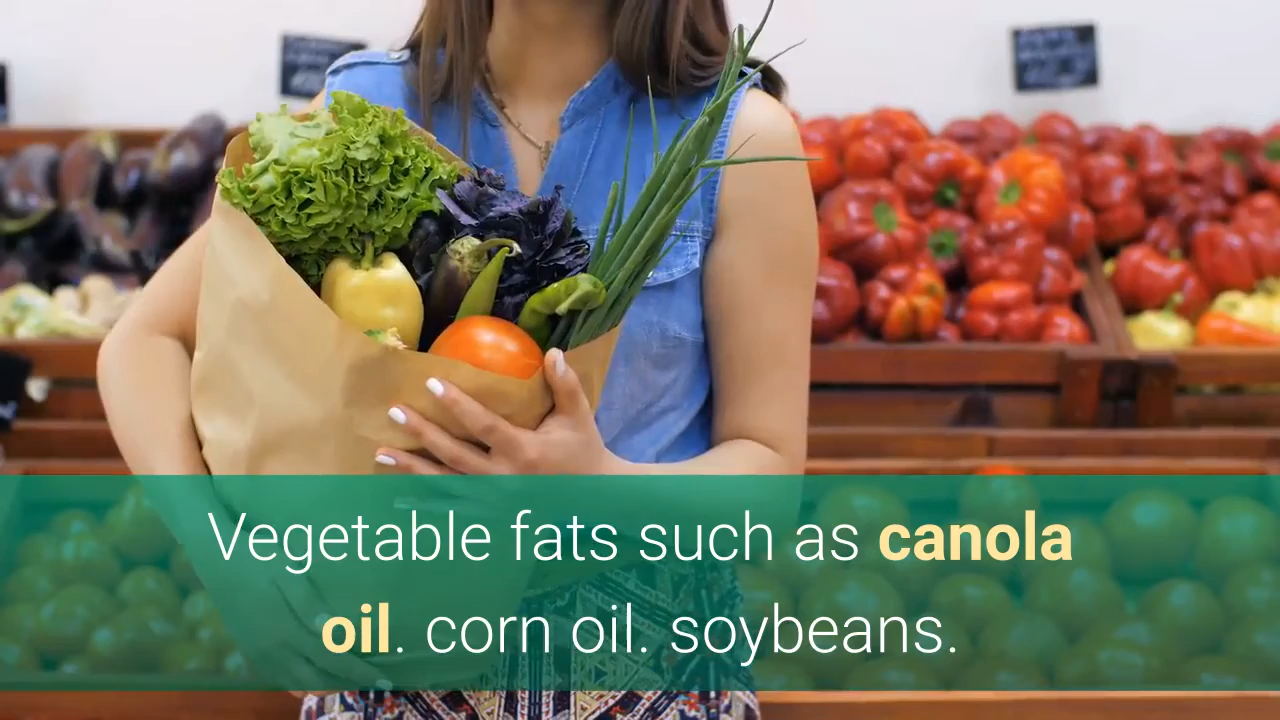 Vegetable fats such as canola
oil. corn oil. soybeans.